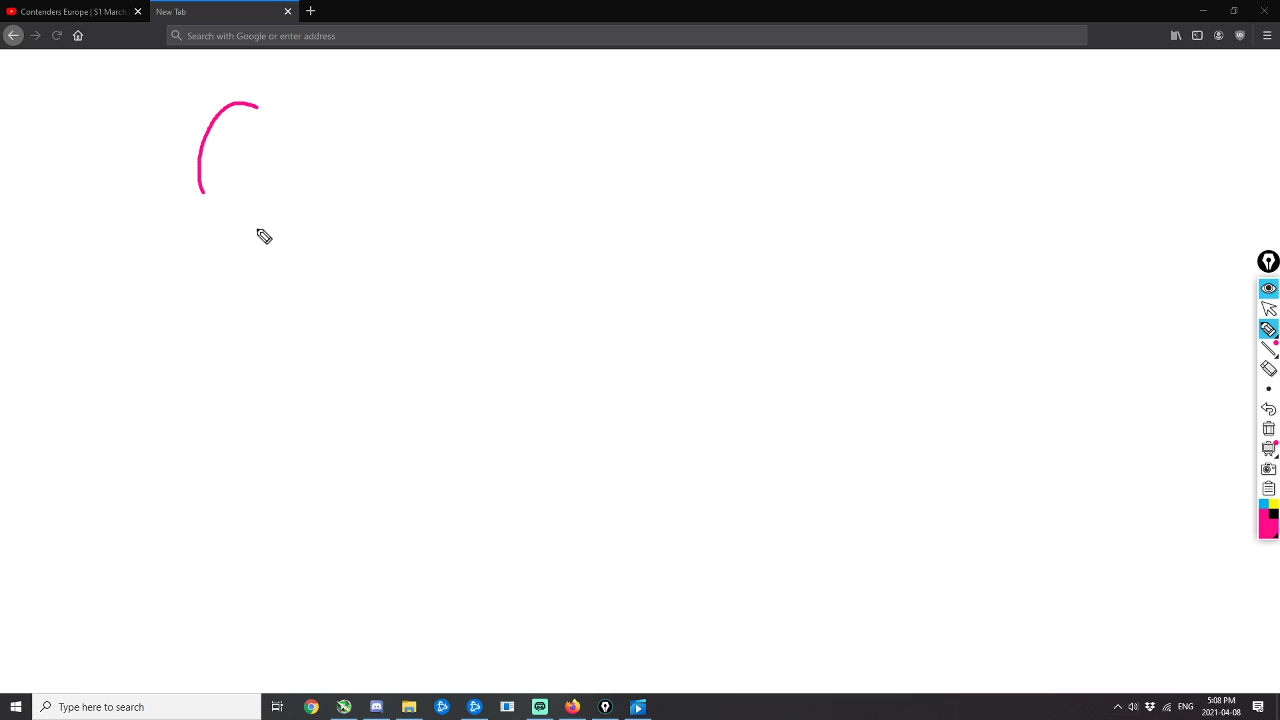 Contenders Europe | S1 March
New Tab
Search with Google or enter address
Type here to search
ENG
5:08 PM
2021-04-08